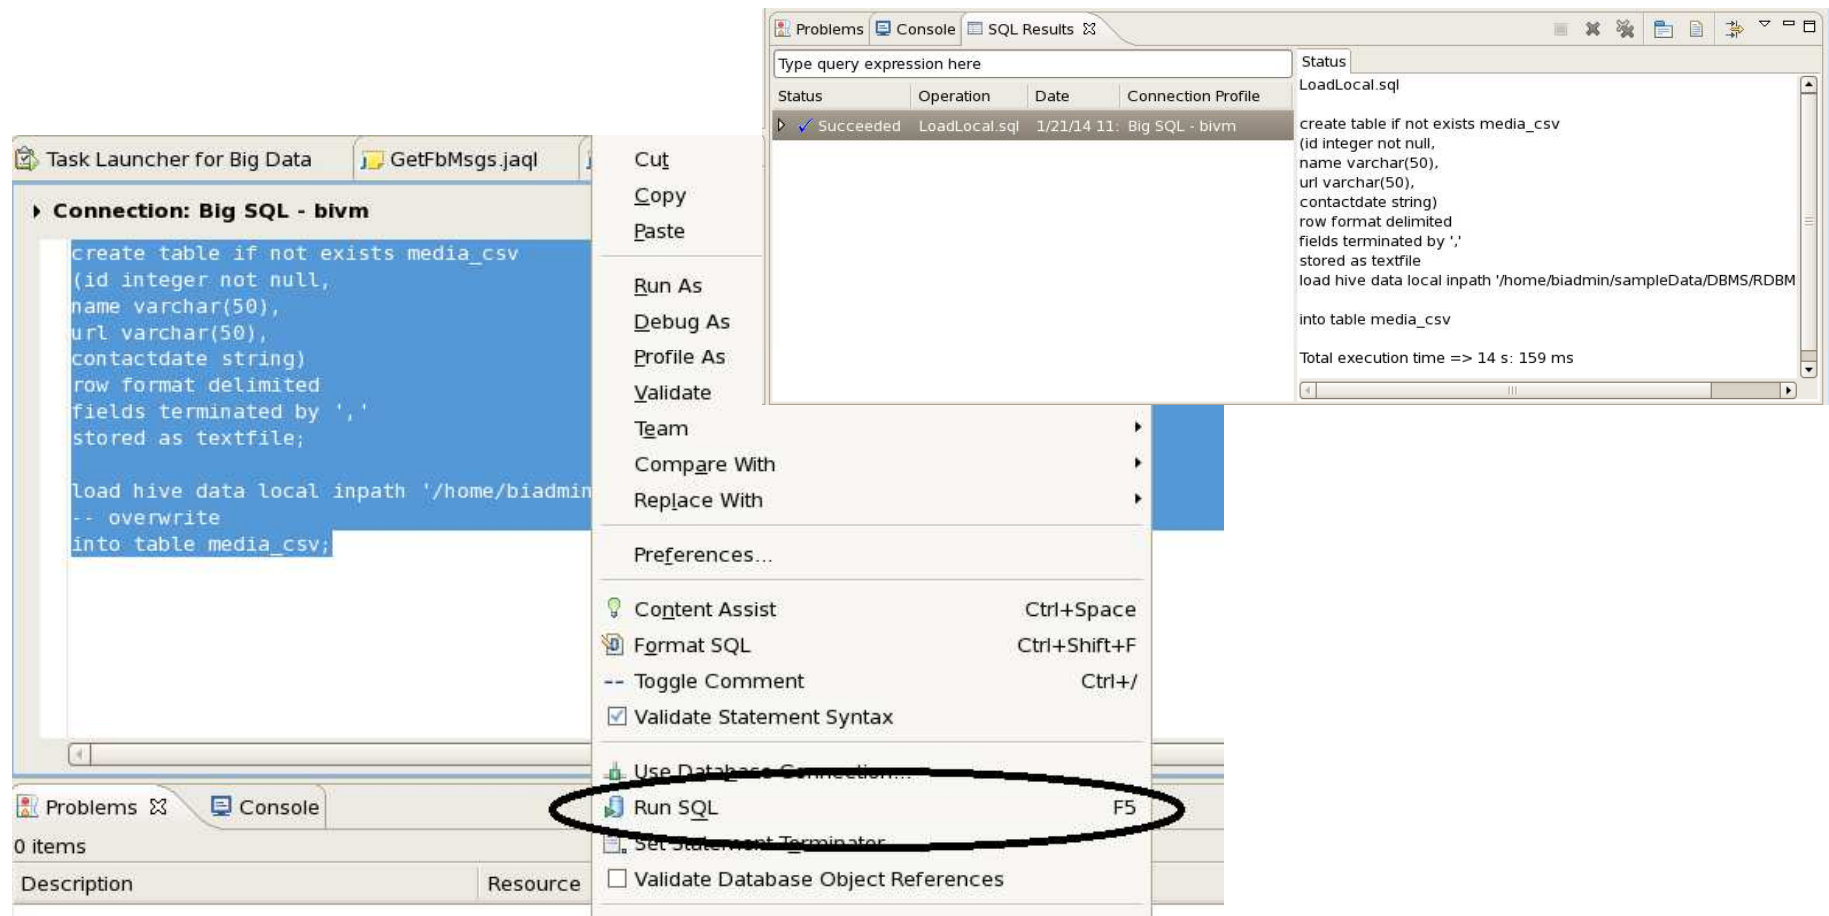 Problems Console SQL Results
Type query expression here
Status Operation Date Connection Profile
Succeeded LoadLocal.sql 1/21/14 11: Big SQL - bivm
Status
LoadLocal.sql
create table if not exists media_csv
(id integer not null,
name varchar(50),
url varchar(50),
contactdate string)
row format delimited
fields terminated by ','
stored as textfile
load hive data local inpath '/home/biadmin/sampleData/DBMS/RDBM
into table media_csv
Total execution time => 14 s: 159 ms
Task Launcher for Big Data GetFbMsgs.jaql
Connection: Big SQL - bivm
create table if not exists media_csv
(id integer not null,
name varchar(50),
url varchar(50),
contactdate string)
row format delimited
fields terminated by ','
stored as textfile;
load hive data local inpath '/home/biadmin
-- overwrite
into table media_csv;
Cut
Copy
Paste
Run As
Debug As
Profile As
Validate
Team
Compare With
Replace With
Preferences...
Content Assist Ctrl+Space
Format SQL Ctrl+Shift+F
Toggle Comment Ctrl+/
Validate Statement Syntax
Use Database Connection...
Run SQL F5
Set Statement Terminator
Validate Database Object References
Problems Console
0 items
Description Resource